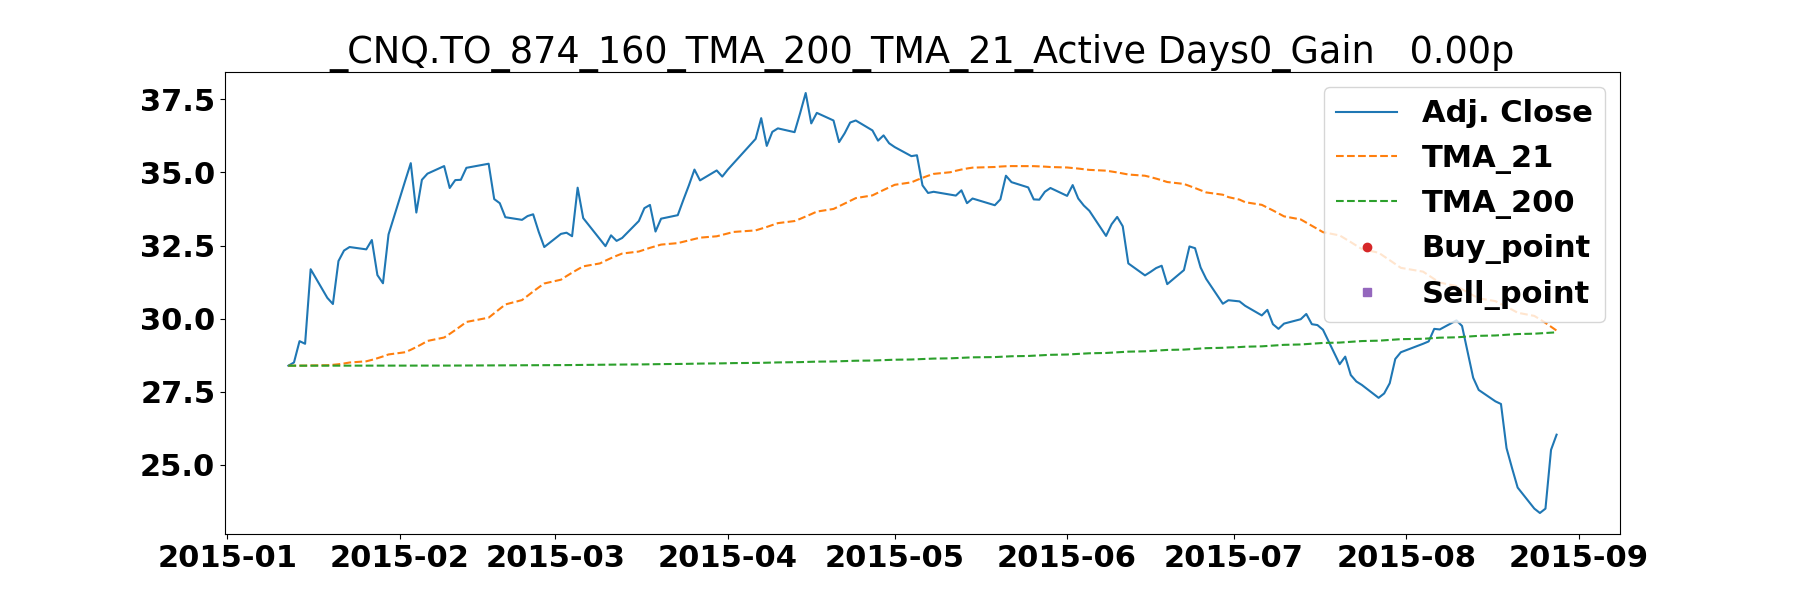 _CNQ.TO_874_160_TMA_200_TMA_21_Active Days0_Gain   0.00p
37.5
35.0
32.5
30.0
27.5
25.0
Adj. Close
TMA_21
TMA_200
Buy_point
Sell_point
2015-01 2015-02 2015-03 2015-04 2015-05 2015-06 2015-07 2015-08 2015-09